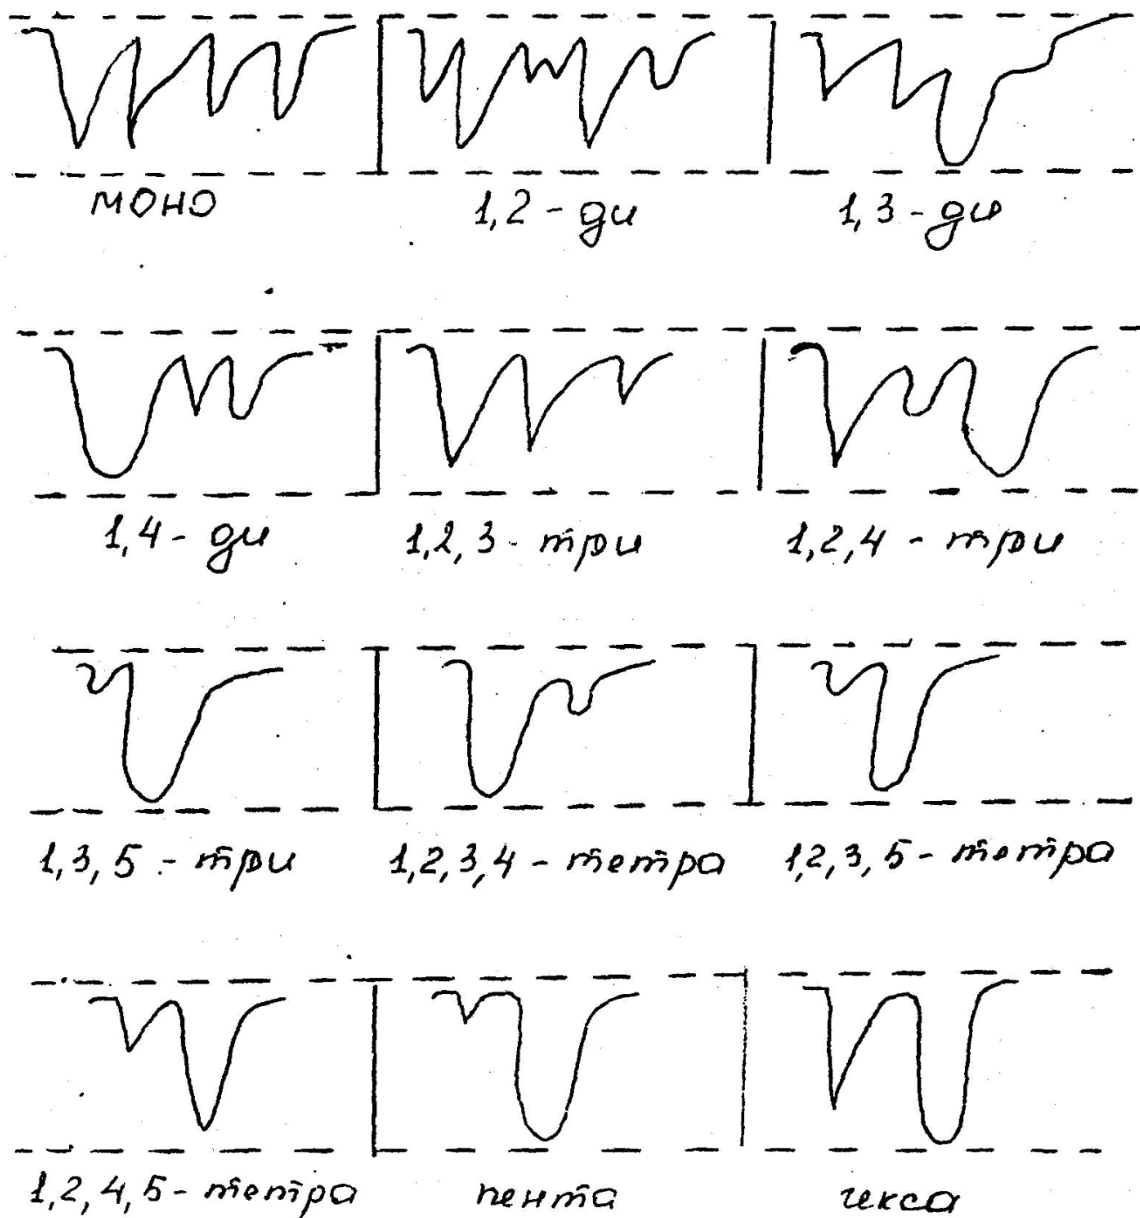 моно 1,2-ди 1,3-ди
1,4-ди 1,2,3-три 1,2,4-три
1,3,5-три 1,2,3,4-тетра 1,2,3,5-тетра
1,2,4,5-тетра пента гекса